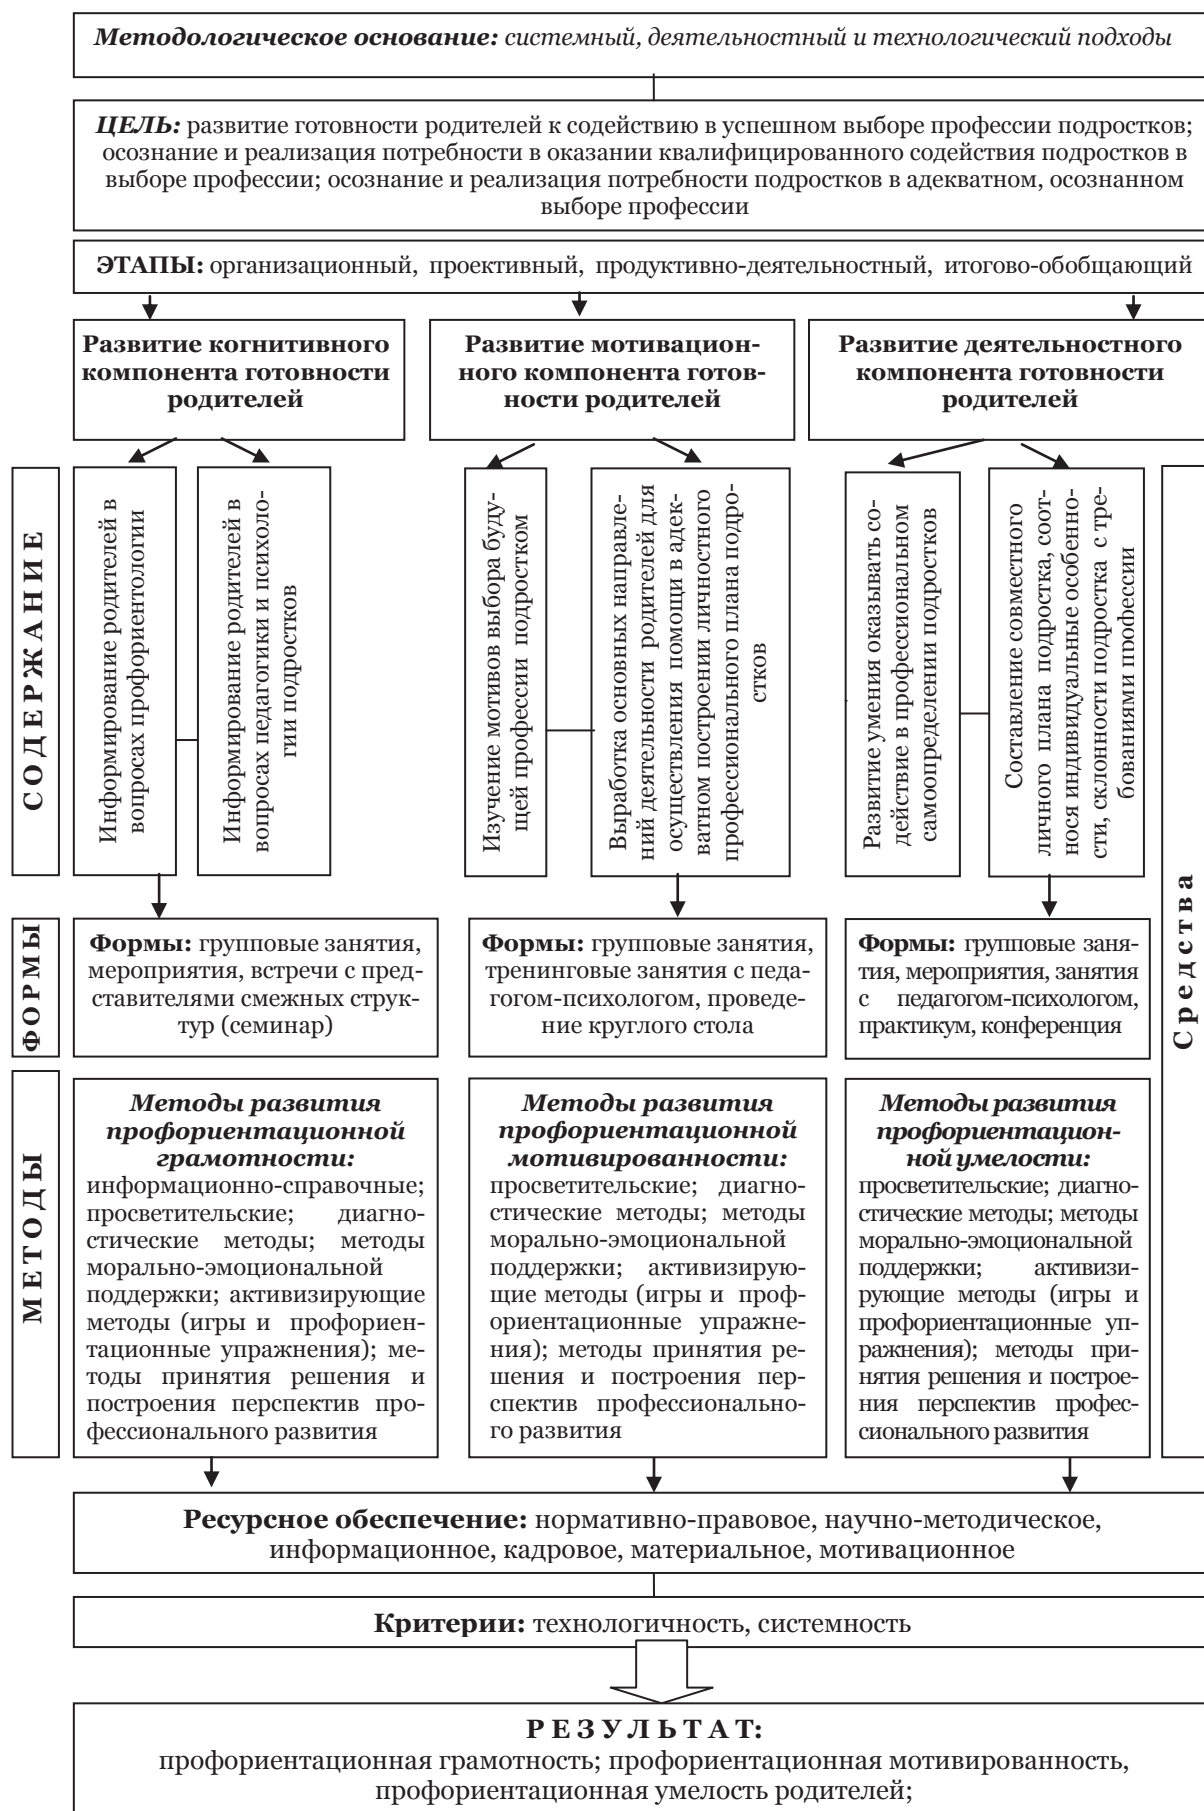 Методологическое основание: системный, деятельностный и технологический подходы
ЦЕЛЬ: развитие готовности родителей к содействию в успешном выборе профессии подростков;
осознание и реализация потребности в оказании квалифицированного содействия подростков в
выборе профессии; осознание и реализация потребности подростков в адекватном, осознанном
выборе профессии
ЭТАПЫ: организационный, проективный, продуктивно-деятельностный, итогово-обобщающий
Развитие когнитивного
компонента готовности
родителей
Развитие мотивацион-
ного компонента готов-
ности родителей
Развитие деятельностного
компонента готовности
родителей
СОДЕРЖАНИЕ
Информирование родителей в
вопросах профориентологии
Информирование родителей в
вопросах педагогики и психоло-
гии подростков
Изучение мотивов выбора буду-
щей профессии подростком
Выработка основных направле-
ний деятельности родителей для
осуществления помощи в адек-
ватном построении личностного
профессионального плана подро-
стков
Развитие умения оказывать со-
действие в профессиональном
самоопределении подростков
Составление совместного
личного плана подростка, соот-
нося индивидуальные особенно-
сти, склонности подростка с тре-
бованиями профессии
Средства
ФОРМЫ
Формы: групповые занятия,
мероприятия, встречи с пред-
ставителями смежных струк-
тур (семинар)
Формы: групповые занятия,
тренинговые занятия с педа-
гогом-психологом, проведе-
ние круглого стола
Формы: групповые заня-
тия, мероприятия, занятия
с педагогом-психологом,
практикум, конференция
МЕТОДЫ
Методы развития
профориентационной
грамотности:
информационно-справочные;
просветительские; диагно-
стические методы; методы
морально-эмоциональной
поддержки; активизирующие
методы (игры и профориен-
тационные упражнения); ме-
тоды принятия решения и
построения перспектив про-
фессионального развития
Методы развития
профориентационной
мотивированности:
просветительские; диагно-
стические методы; методы
морально-эмоциональной
поддержки; активизирую-
щие методы (игры и проф-
ориентационные упражне-
ния); методы принятия ре-
шения и построения пер-
спектив профессионально-
го развития
Методы развития
профориентацион-
ной умелости:
просветительские; диагно-
стические методы; методы
морально-эмоциональной
поддержки; активизи-
рующие методы (игры и
профориентационные уп-
ражнения); методы при-
нятия решения и построе-
ния перспектив профес-
сионального развития
Ресурсное обеспечение: нормативно-правовое, научно-методическое,
информационное, кадровое, материальное, мотивационное
Критерии: технологичность, системность
РЕЗУЛЬТАТ:
профориентационная грамотность; профориентационная мотивированность,
профориентационная умелость родителей;